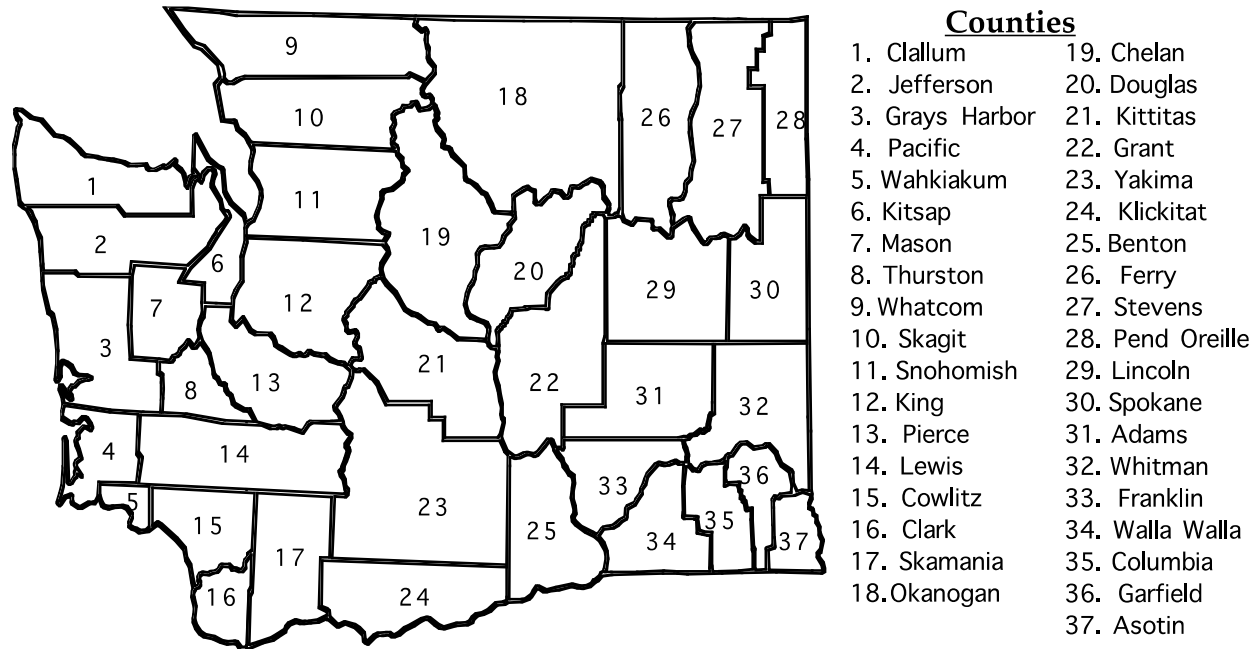 Counties
1. Clallum
2. Jefferson
3. Grays Harbor
4. Pacific
5. Wahkiakum
6. Kitsap
7. Mason
8. Thurston
9. Whatcom
10. Skagit
11. Snohomish
12. King
13. Pierce
14. Lewis
15. Cowlitz
16. Clark
17. Skamania
18. Okanogan
19. Chelan
20. Douglas
21. Kittitas
22. Grant
23. Yakima
24. Klickitat
25. Benton
26. Ferry
27. Stevens
28. Pend Oreille
29. Lincoln
30. Spokane
31. Adams
32. Whitman
33. Franklin
34. Walla Walla
35. Columbia
36. Garfield
37. Asotin
9
18
26
27
28
10
1
11
2
19
6
20
29
30
7
12
3
21
13
22
8
31
32
4
14
36
5
15
23
33
35
25
34
37
17
16
24